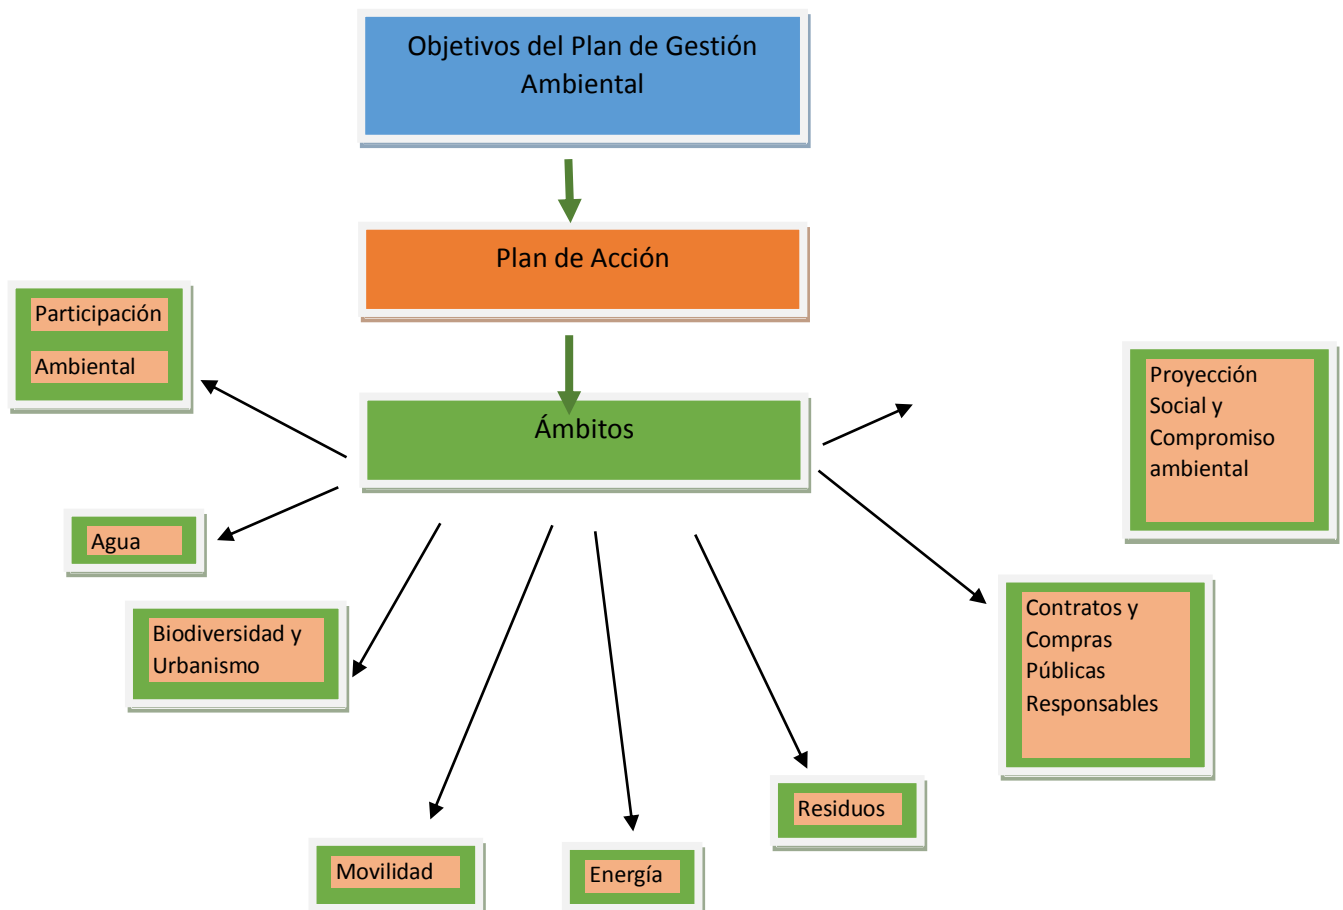 Objetivos del Plan de Gestión
Ambiental
Plan de Acción
Participación
Ambiental
Proyección
Social y
Compromiso
ambiental
Ámbitos
Agua
Biodiversidad y
Urbanismo
Contratos y
Compras
Públicas
Responsables
Residuos
Movilidad
Energía